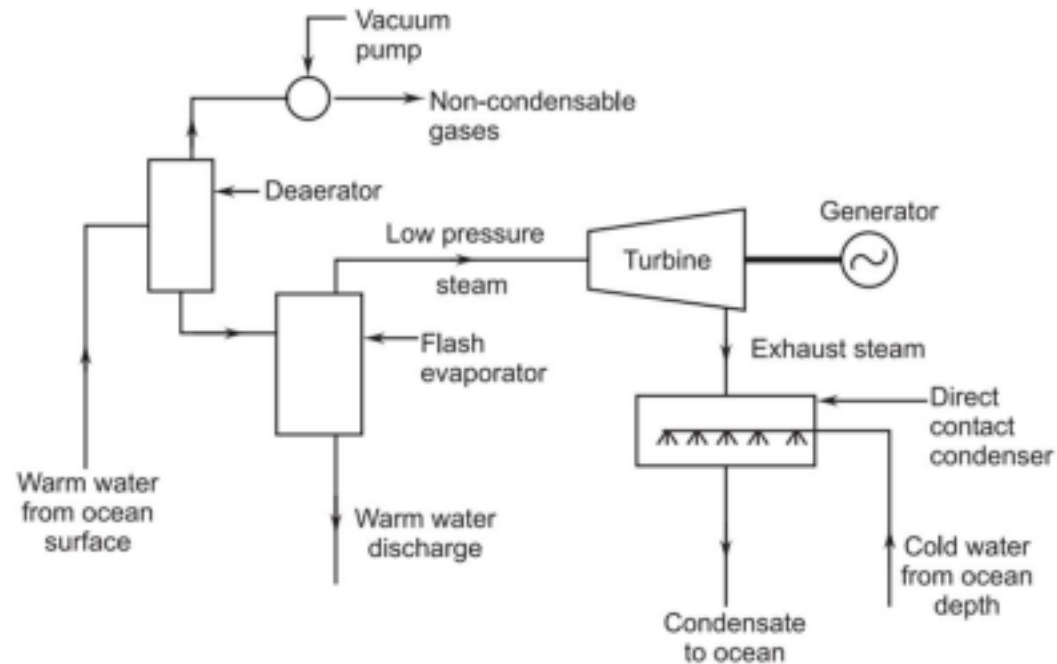 Vacuum
pump
Non-condensable
gases
Deaerator
Generator
Low pressure
steam
Turbine
Flash
evaporator
Exhaust steam
Direct
contact
condenser
Warm water
from ocean
surface
Warm water
discharge
Cold water
from ocean
depth
Condensate
to ocean